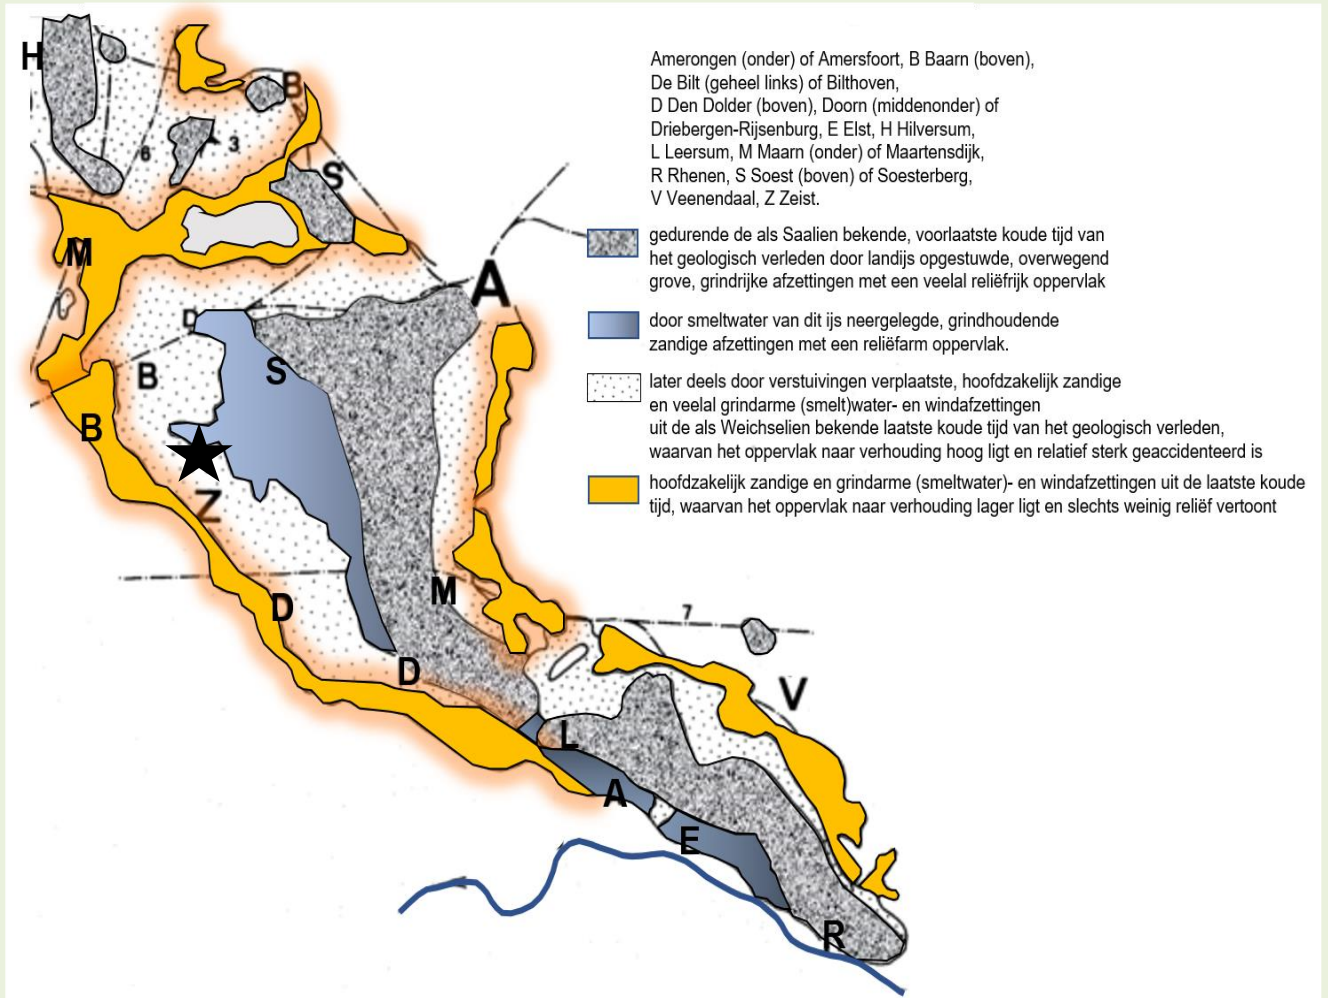 Amerongen (onder) of Amersfoort, B Baarn (boven),
De Bilt (geheel links) of Bilthoven,
D Den Dolder (boven), Doorn (middenonder) of
Driebergen-Rijsenburg, E Elst, H Hilversum,
L Leersum, M Maarn (onder) of Maartensdijk,
R Rhenen, S Soest (boven) of Soesterberg,
V Veenendaal, Z Zeist.
gedurende de als Saalien bekende, voorlaatste koude tijd van
het geologisch verleden door landijs opgestuwde, overwegend
grove, grindrijke afzettingen met een veelal reliëfrijk oppervlak
door smeltwater van dit ijs neergelegde, grindhoudende
zandige afzettingen met een reliëfarm oppervlak.
later deels door verstuivingen verplaatste, hoofdzakelijk zandige
en veelal grindarme (smelt)water- en windafzettingen
uit de als Weichselien bekende laatste koude tijd van het geologisch verleden,
waarvan het oppervlak naar verhouding hoog ligt en relatief sterk geaccidenteerd is
hoofdzakelijk zandige en grindarme (smeltwater)- en windafzettingen uit de laatste koude
tijd, waarvan het oppervlak naar verhouding lager ligt en slechts weinig reliëf vertoont
H
B
6
3
S
M
A
D
S
B
B
Z
M
D
7
D
V
L
A
E
R